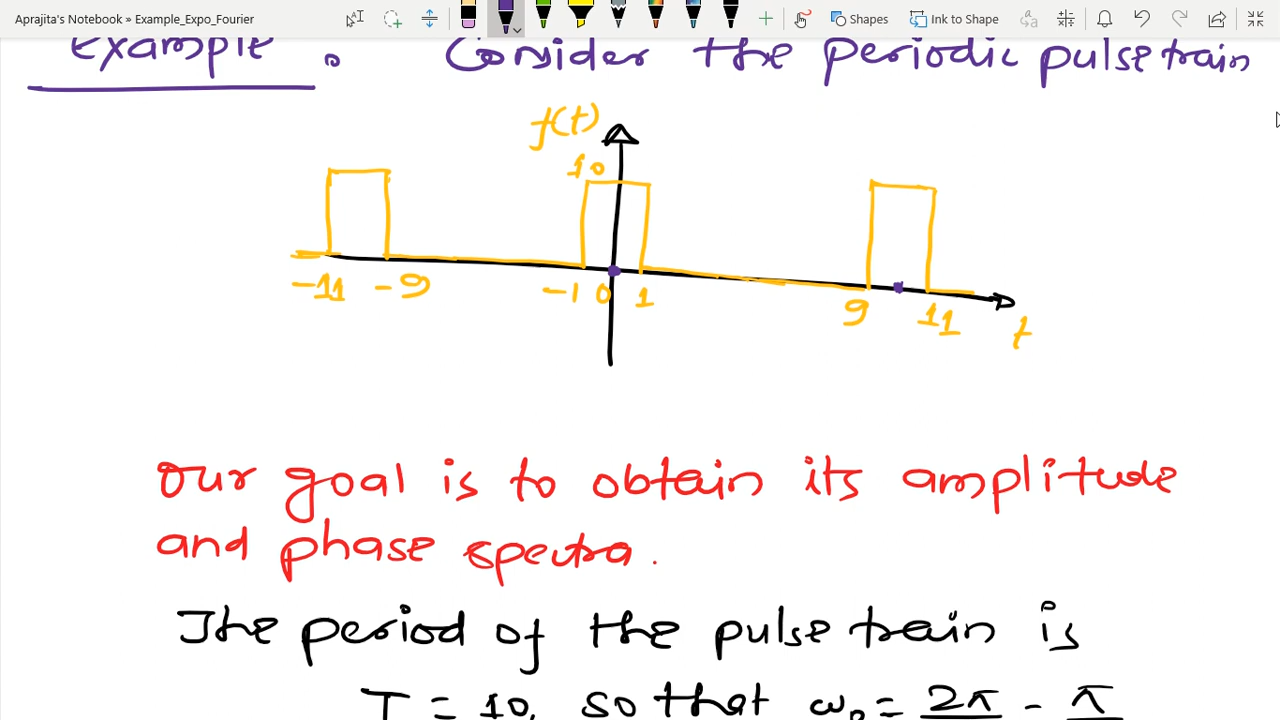 Aprajita's Notebook » Example_Expo_Fourier
Shapes
Ink to Shape
Example : Consider the periodic pulse train
f(t)
10
-11 -9 -1 0 1 9 11
t
Our goal is to obtain its amplitude
and phase spectra.
The period of the pulse train is
T = 10, so that ω₀ = 2π - π